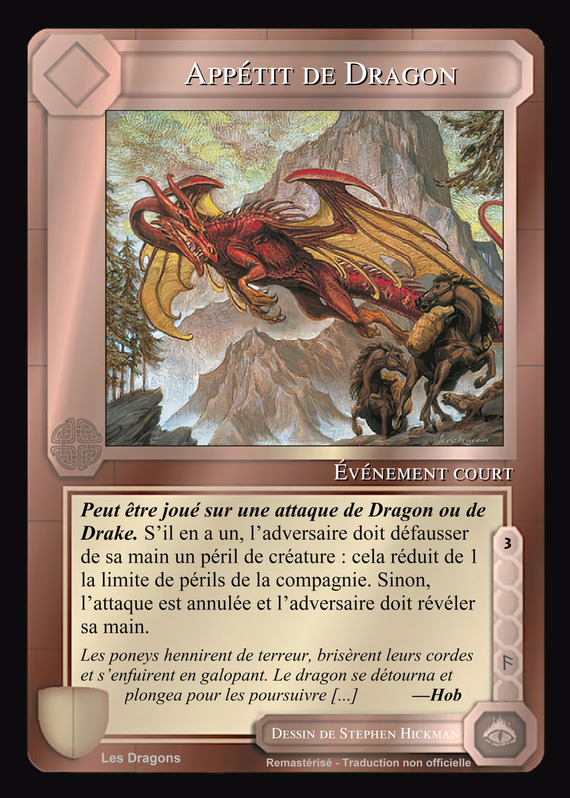 Appétit de Dragon
Événement court
Peut être joué sur une attaque de Dragon ou de
Drake. S'il en a un, l'adversaire doit défausser
de sa main un péril de créature : cela réduit de 1
la limite de périls de la compagnie. Sinon,
l'attaque est annulée et l'adversaire doit révéler
sa main.
3
Les poneys hennirent de terreur, brisèrent leurs cordes
et s'enfuirent en galopant. Le dragon se détourna et
plongea pour les poursuivre [...] —Hob
Dessin de Stephen Hickman
Les Dragons
Remastérisé - Traduction non officielle